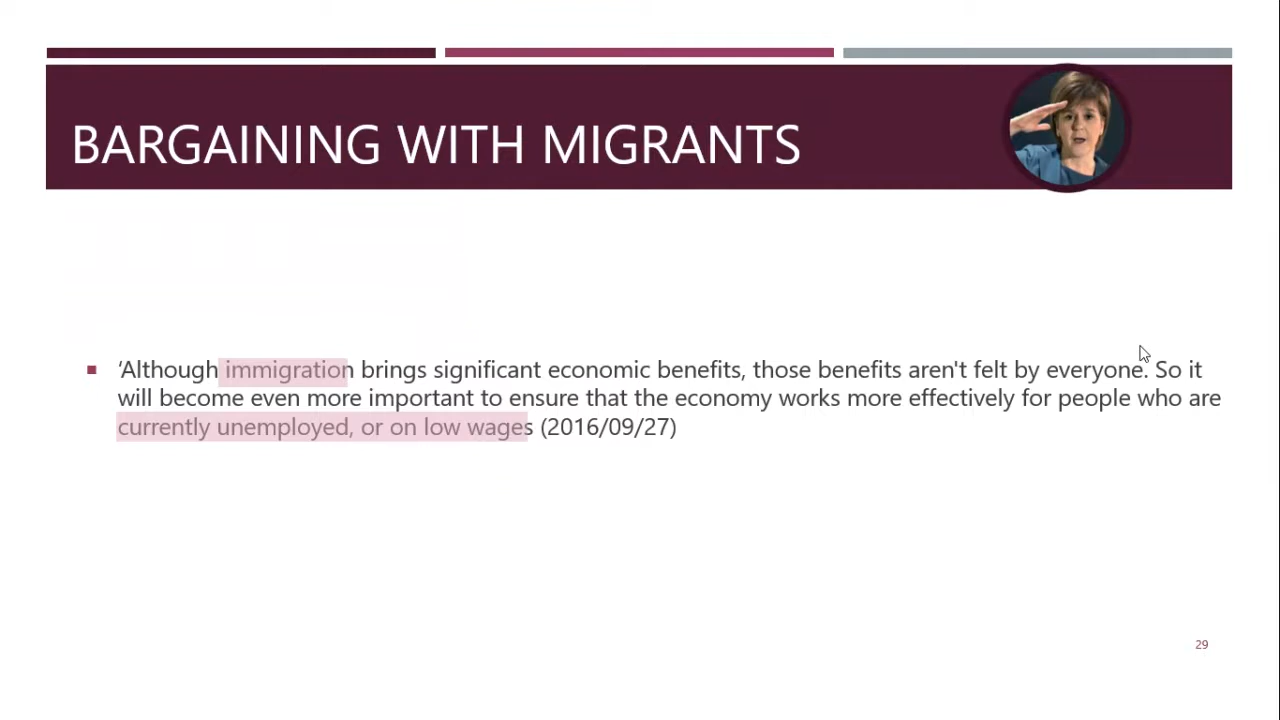 BARGAINING WITH MIGRANTS
‘Although immigration brings significant economic benefits, those benefits aren't felt by everyone. So it
will become even more important to ensure that the economy works more effectively for people who are
currently unemployed, or on low wages (2016/09/27)
29